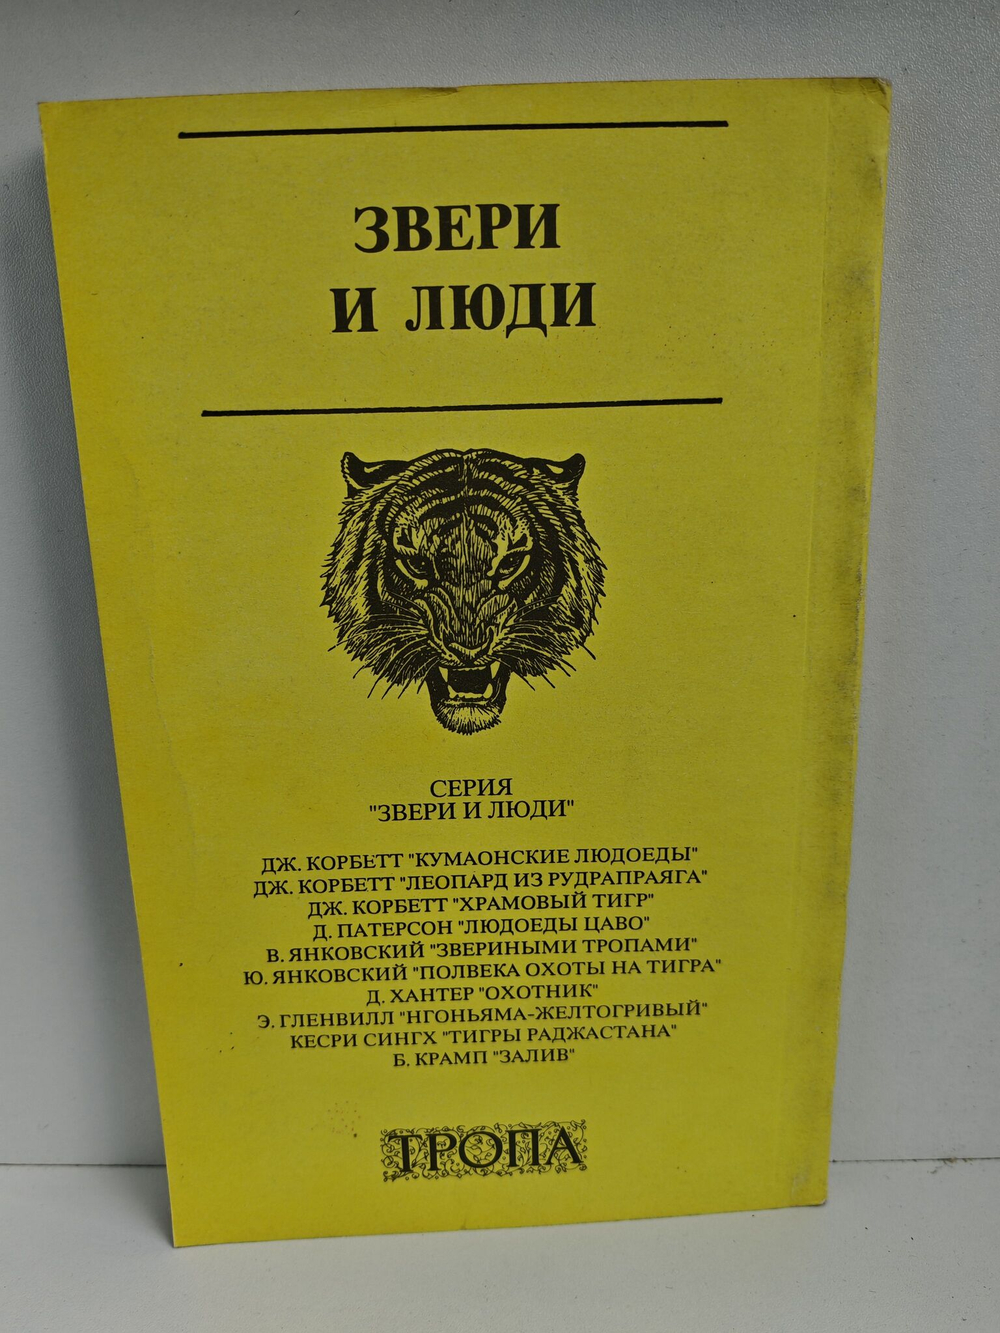 ЗВЕРИ
И ЛЮДИ
СЕРИЯ
"ЗВЕРИ И ЛЮДИ"
ДЖ. КОРБЕТТ "КУМАОНСКИЕ ЛЮДОЕДЫ"
ДЖ. КОРБЕТТ "ЛЕОПАРД ИЗ РУДРАПРАЯГА"
ДЖ. КОРБЕТТ "ХРАМОВЫЙ ТИГР"
Д. ПАТЕРСОН "ЛЮДОЕДЫ ЦАВО"
В. ЯНКОВСКИЙ "ЗВЕРИНЫМИ ТРОПАМИ"
Ю. ЯНКОВСКИЙ "ПОЛВЕКА ОХОТЫ НА ТИГРА"
Д. ХАНТЕР "ОХОТНИК"
Э. ГЛЕНВИЛЛ "НГОНЬЯМА-ЖЕЛТОГРИВЫЙ"
КЕСРИ СИНГХ "ТИГРЫ РАДЖАСТАНА"
Б. КРАМП "ЗАЛИВ"
ТРОПА